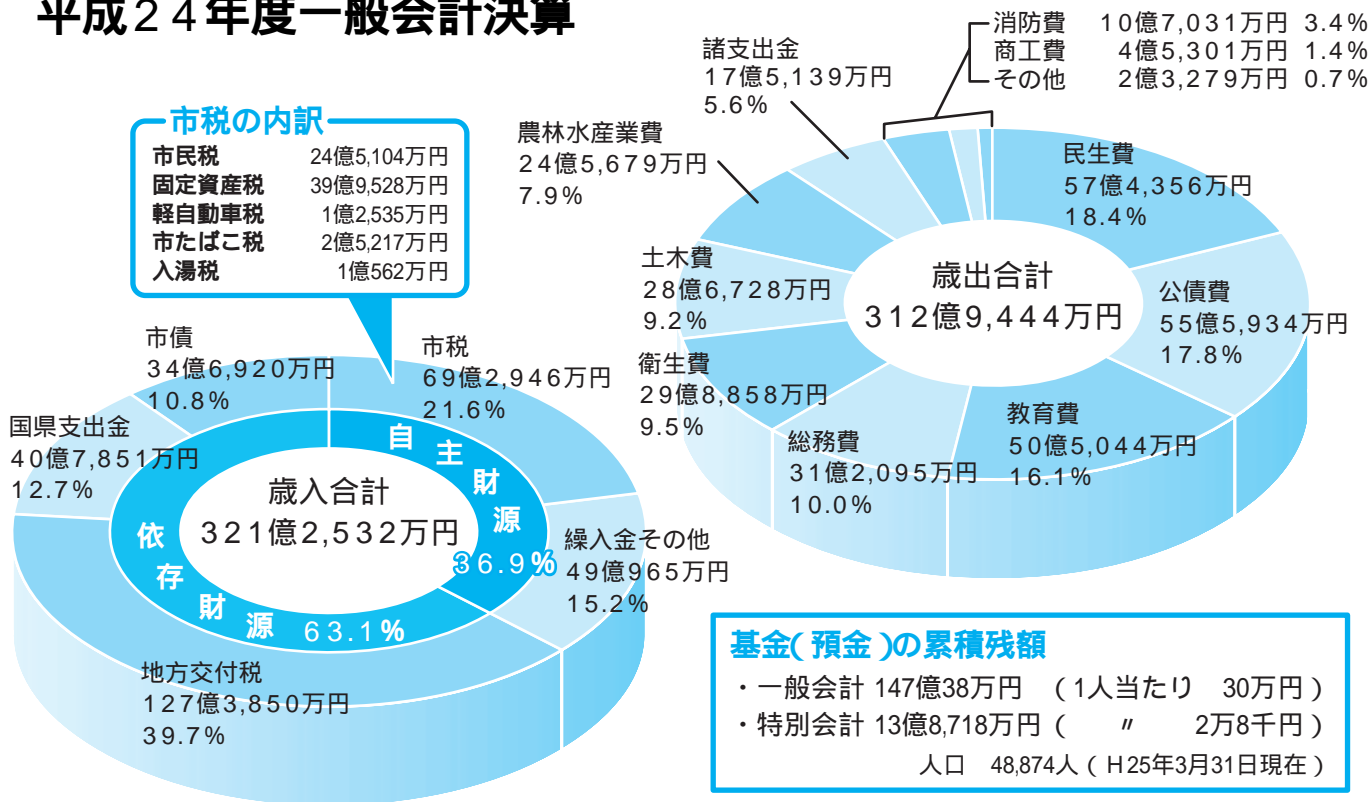 平成24年度一般会計決算
市税の内訳
市民税 24億5,104万円
固定資産税 39億9,528万円
軽自動車税 1億2,535万円
市たばこ税 2億5,217万円
入湯税 1億562万円
市債
34億6,920万円
10.8%
市税
69億2,946万円
21.6%
国県支出金
40億7,851万円
12.7%
自主財源
36.9%
歳入合計
321億2,532万円
繰入金その他
49億965万円
15.2%
依存財源 63.1%
地方交付税
127億3,850万円
39.7%
消防費 10億7,031万円 3.4%
商工費 4億5,301万円 1.4%
その他 2億3,279万円 0.7%
諸支出金
17億5,139万円
5.6%
農林水産業費
24億5,679万円
7.9%
民生費
57億4,356万円
18.4%
土木費
28億6,728万円
9.2%
歳出合計
312億9,444万円
公債費
55億5,934万円
17.8%
衛生費
29億8,858万円
9.5%
総務費
31億2,095万円
10.0%
教育費
50億5,044万円
16.1%
基金(預金)の累積残額
・一般会計 147億38万円 (1人当たり 30万円)
・特別会計 13億8,718万円 ( 〃 2万8千円)
人口 48,874人(H25年3月31日現在)